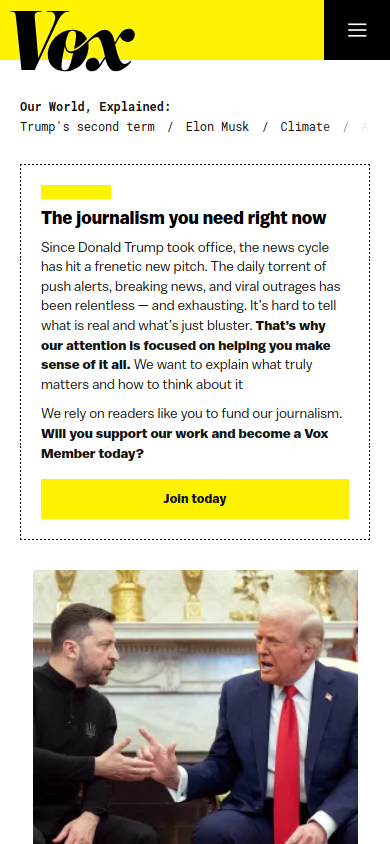 Vox
Our World, Explained:
Trump's second term / Elon Musk / Climate /
The journalism you need right now
Since Donald Trump took office, the news cycle
has hit a frenetic new pitch. The daily torrent of
push alerts, breaking news, and viral outrages has
been relentless — and exhausting. It's hard to tell
what is real and what's just bluster. That's why
our attention is focused on helping you make
sense of it all. We want to explain what truly
matters and how to think about it
We rely on readers like you to fund our journalism.
Will you support our work and become a Vox
Member today?
Join today